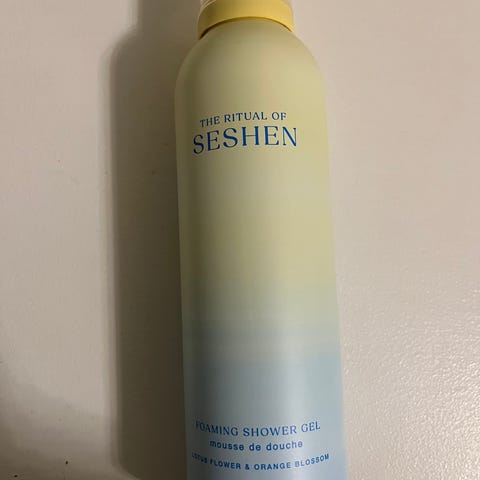 THE RITUAL OF
SESHEN
FOAMING SHOWER GEL
mousse de douche
LOTUS FLOWER & ORANGE BLOSSOM